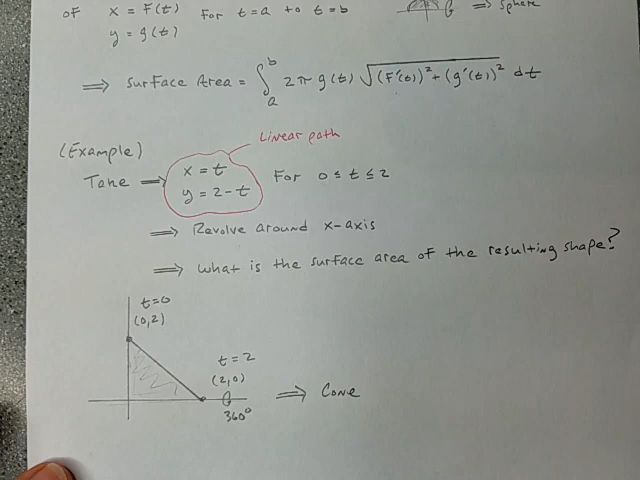 of x = F(t) For t=a to t=b
y = g(t)
⟹ sphere
⟹ Surface Area = ∫ₐᵇ 2π g(t) √((F'(t))² + (g'(t))²) dt
Linear path
(Example)
Take ⟹ x = t For 0 ≤ t ≤ 2
y = 2-t
⟹ Revolve around x-axis
⟹ what is the surface area of the resulting shape?
t=0
(0,2)
t=2
(2,0)
⟹ Cone
360°